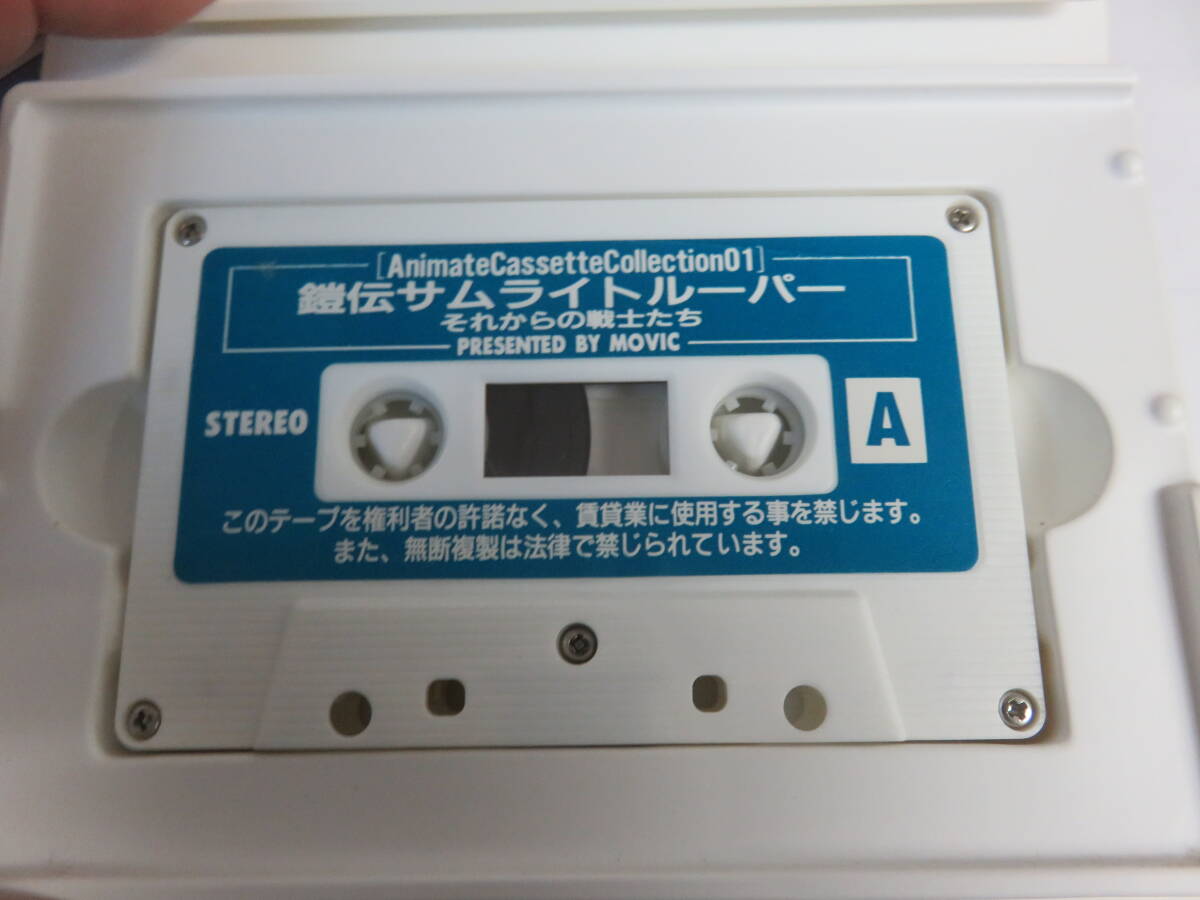 [AnimateCassetteCollection01]
鎧伝サムライトルーパー
それからの戦士たち
PRESENTED BY MOVIC
STEREO
A
このテープを権利者の許諾なく、賃貸業に使用する事を禁じます。
また、無断複製は法律で禁じられています。